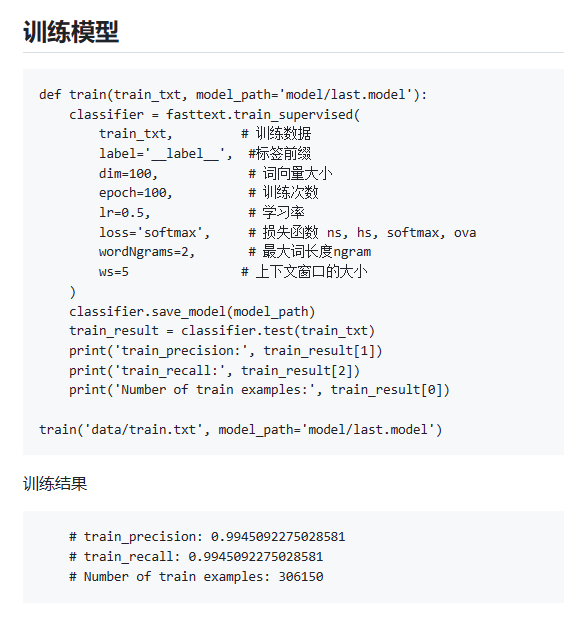 训练模型
def train(train_txt, model_path='model/last.model'):
    classifier = fasttext.train_supervised(
        train_txt,         # 训练数据
        label='__label__',  #标签前缀
        dim=100,            # 词向量大小
        epoch=100,          # 训练次数
        lr=0.5,             # 学习率
        loss='softmax',     # 损失函数 ns, hs, softmax, ova
        wordNgrams=2,       # 最大词长度ngram
        ws=5               # 上下文窗口的大小
    )
    classifier.save_model(model_path)
    train_result = classifier.test(train_txt)
    print('train_precision:', train_result[1])
    print('train_recall:', train_result[2])
    print('Number of train examples:', train_result[0])
train('data/train.txt', model_path='model/last.model')
训练结果
    # train_precision: 0.9945092275028581
    # train_recall: 0.9945092275028581
    # Number of train examples: 306150